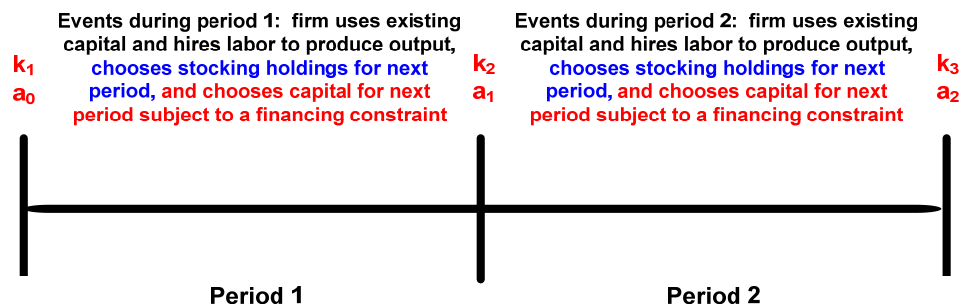 Events during period 1: firm uses existing
capital and hires labor to produce output,
chooses stocking holdings for next
period, and chooses capital for next
period subject to a financing constraint
Events during period 2: firm uses existing
capital and hires labor to produce output,
chooses stocking holdings for next
period, and chooses capital for next
period subject to a financing constraint
k1
a0
k2
a1
k3
a2
Period 1
Period 2